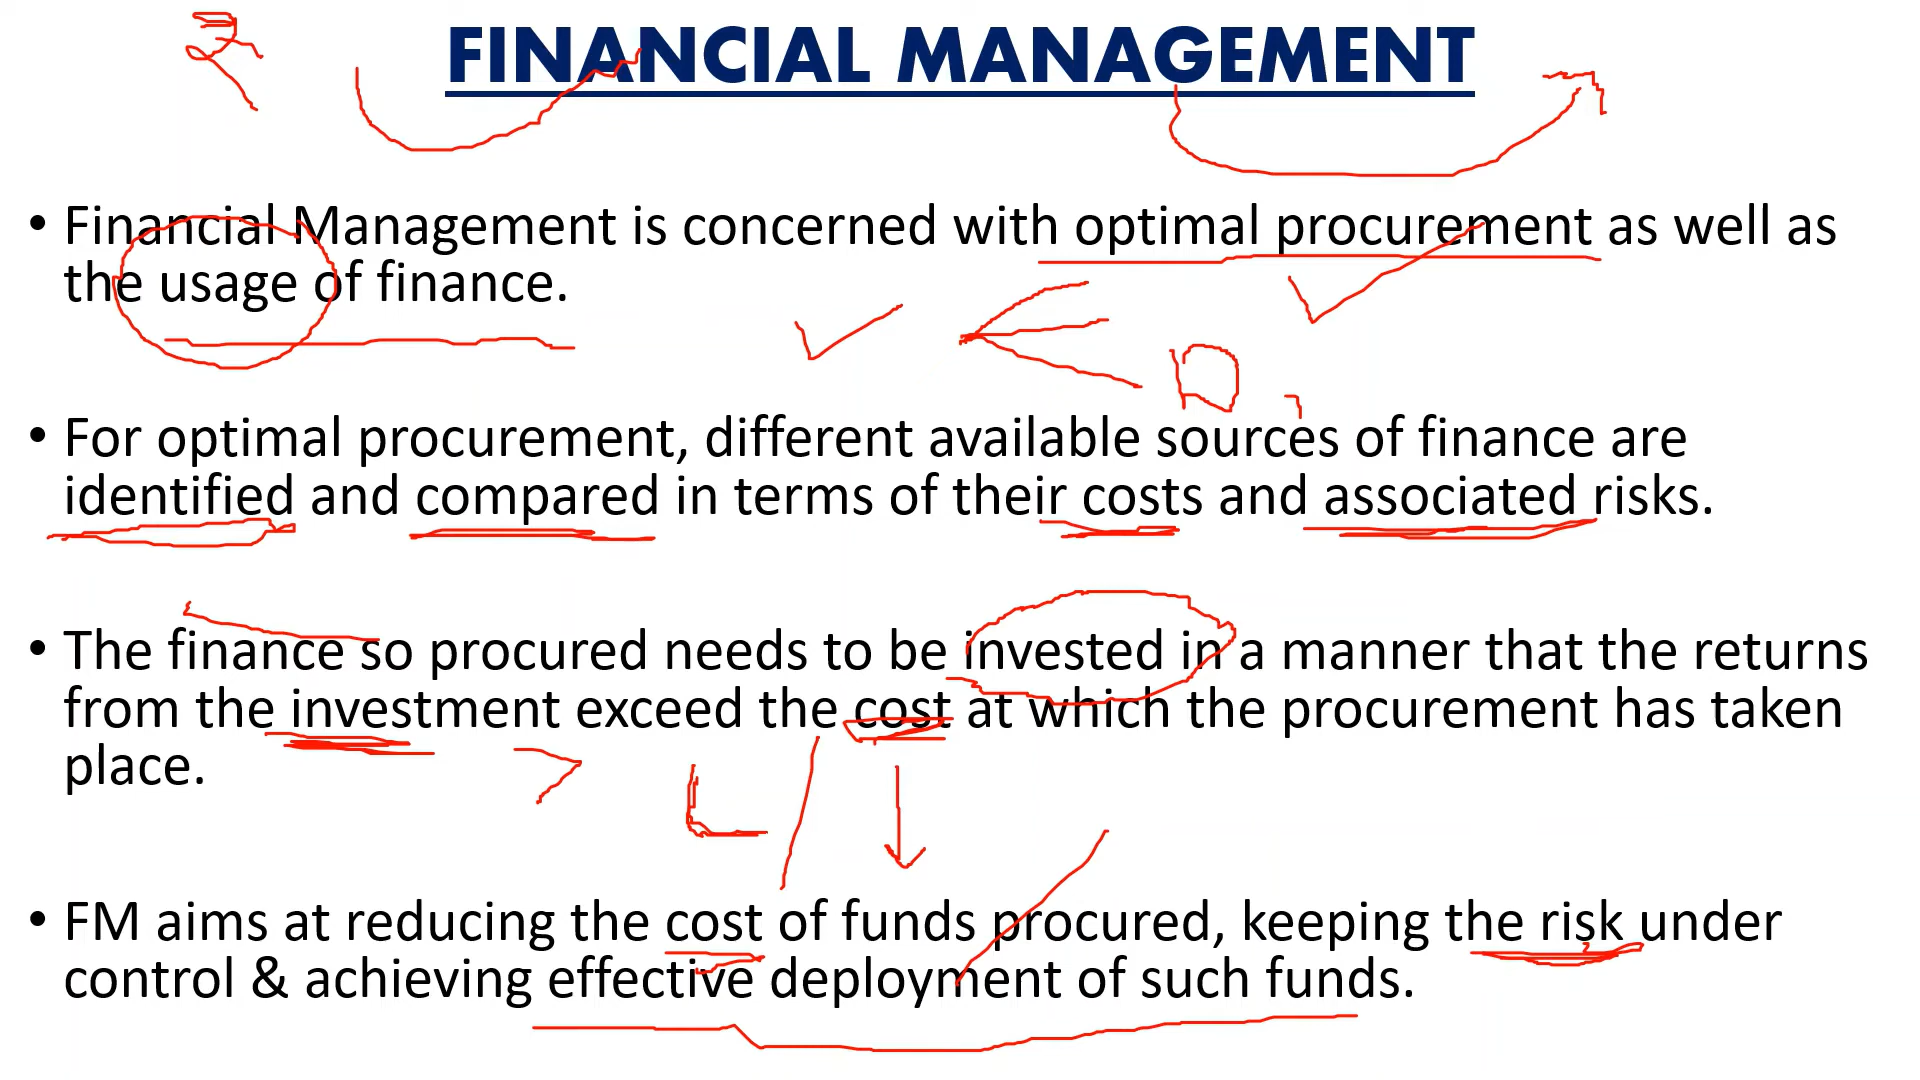 ₹
FINANCIAL MANAGEMENT
• Financial Management is concerned with optimal procurement as well as
the usage of finance.
• For optimal procurement, different available sources of finance are
identified and compared in terms of their costs and associated risks.
• The finance so procured needs to be invested in a manner that the returns
from the investment exceed the cost at which the procurement has taken
place.
• FM aims at reducing the cost of funds procured, keeping the risk under
control & achieving effective deployment of such funds.